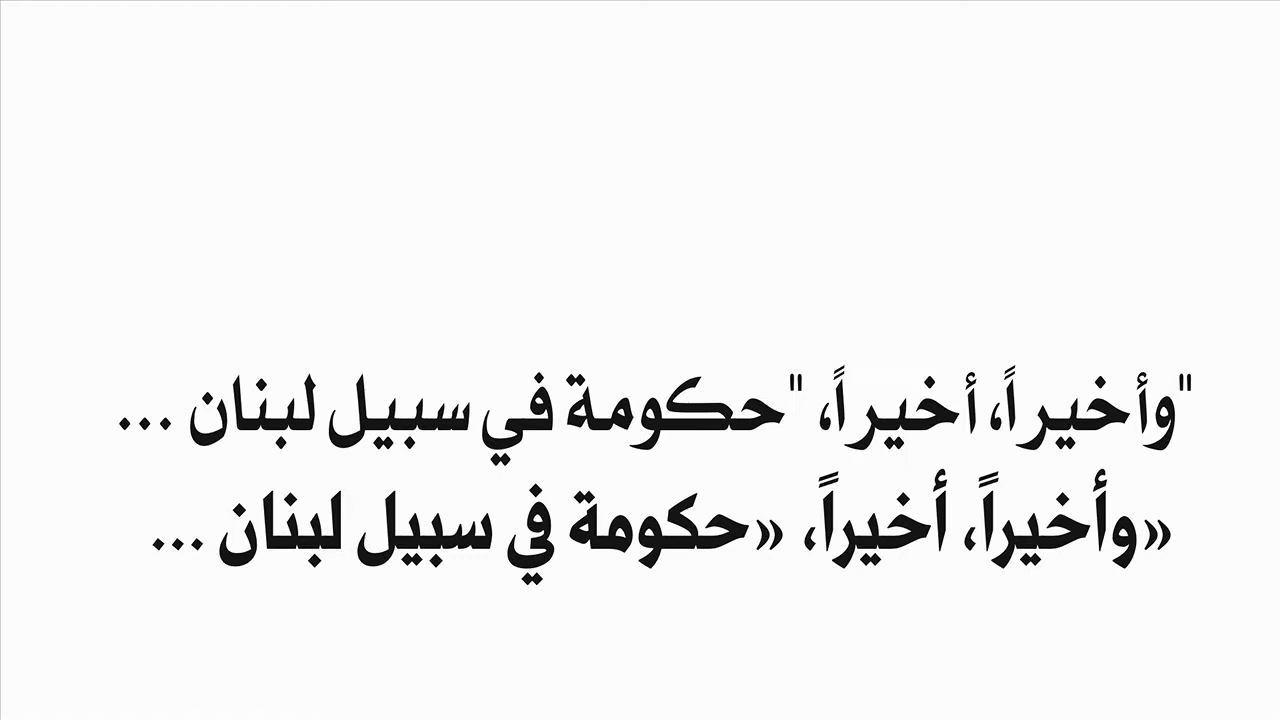 "وأخيراً، أخيراً، "حكومة في سبيل لبنان ...
«وأخيراً، أخيراً، «حكومة في سبيل لبنان ...